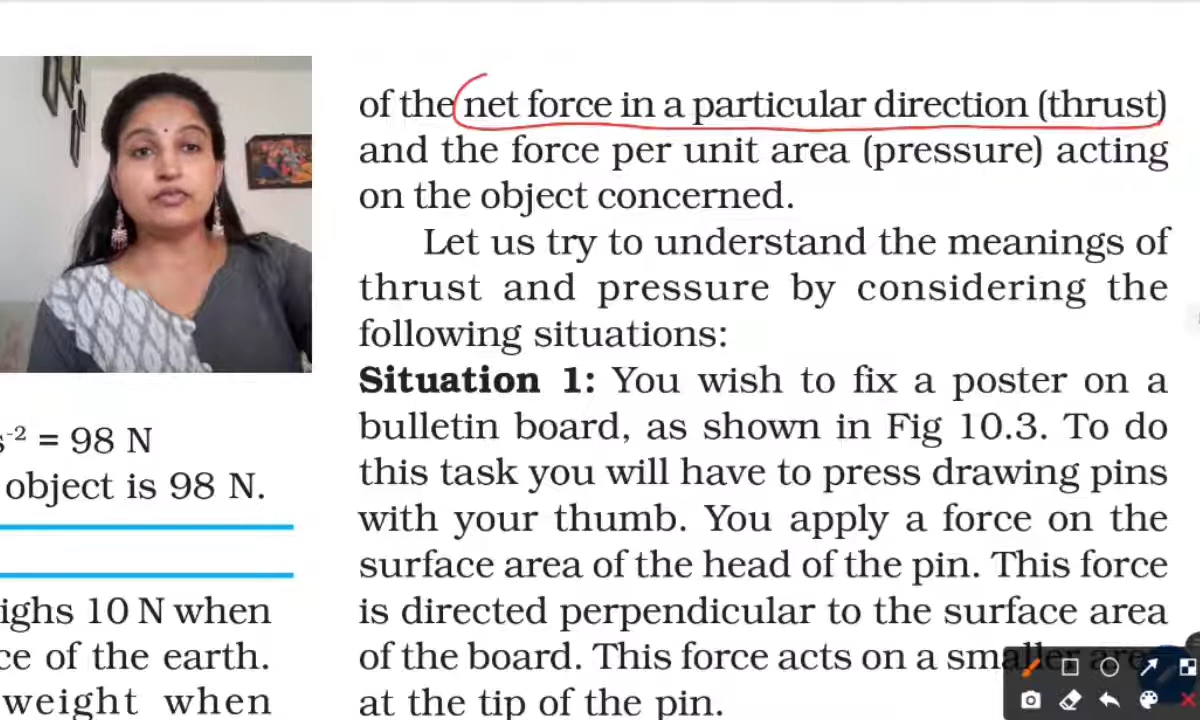 of the net force in a particular direction (thrust)
and the force per unit area (pressure) acting
on the object concerned.
Let us try to understand the meanings of
thrust and pressure by considering the
following situations:
Situation 1: You wish to fix a poster on a
bulletin board, as shown in Fig 10.3. To do
this task you will have to press drawing pins
with your thumb. You apply a force on the
surface area of the head of the pin. This force
is directed perpendicular to the surface area
of the board. This force acts on a smaller area
at the tip of the pin.
s⁻² = 98 N
object is 98 N.
10 N when
of the earth.
weight when